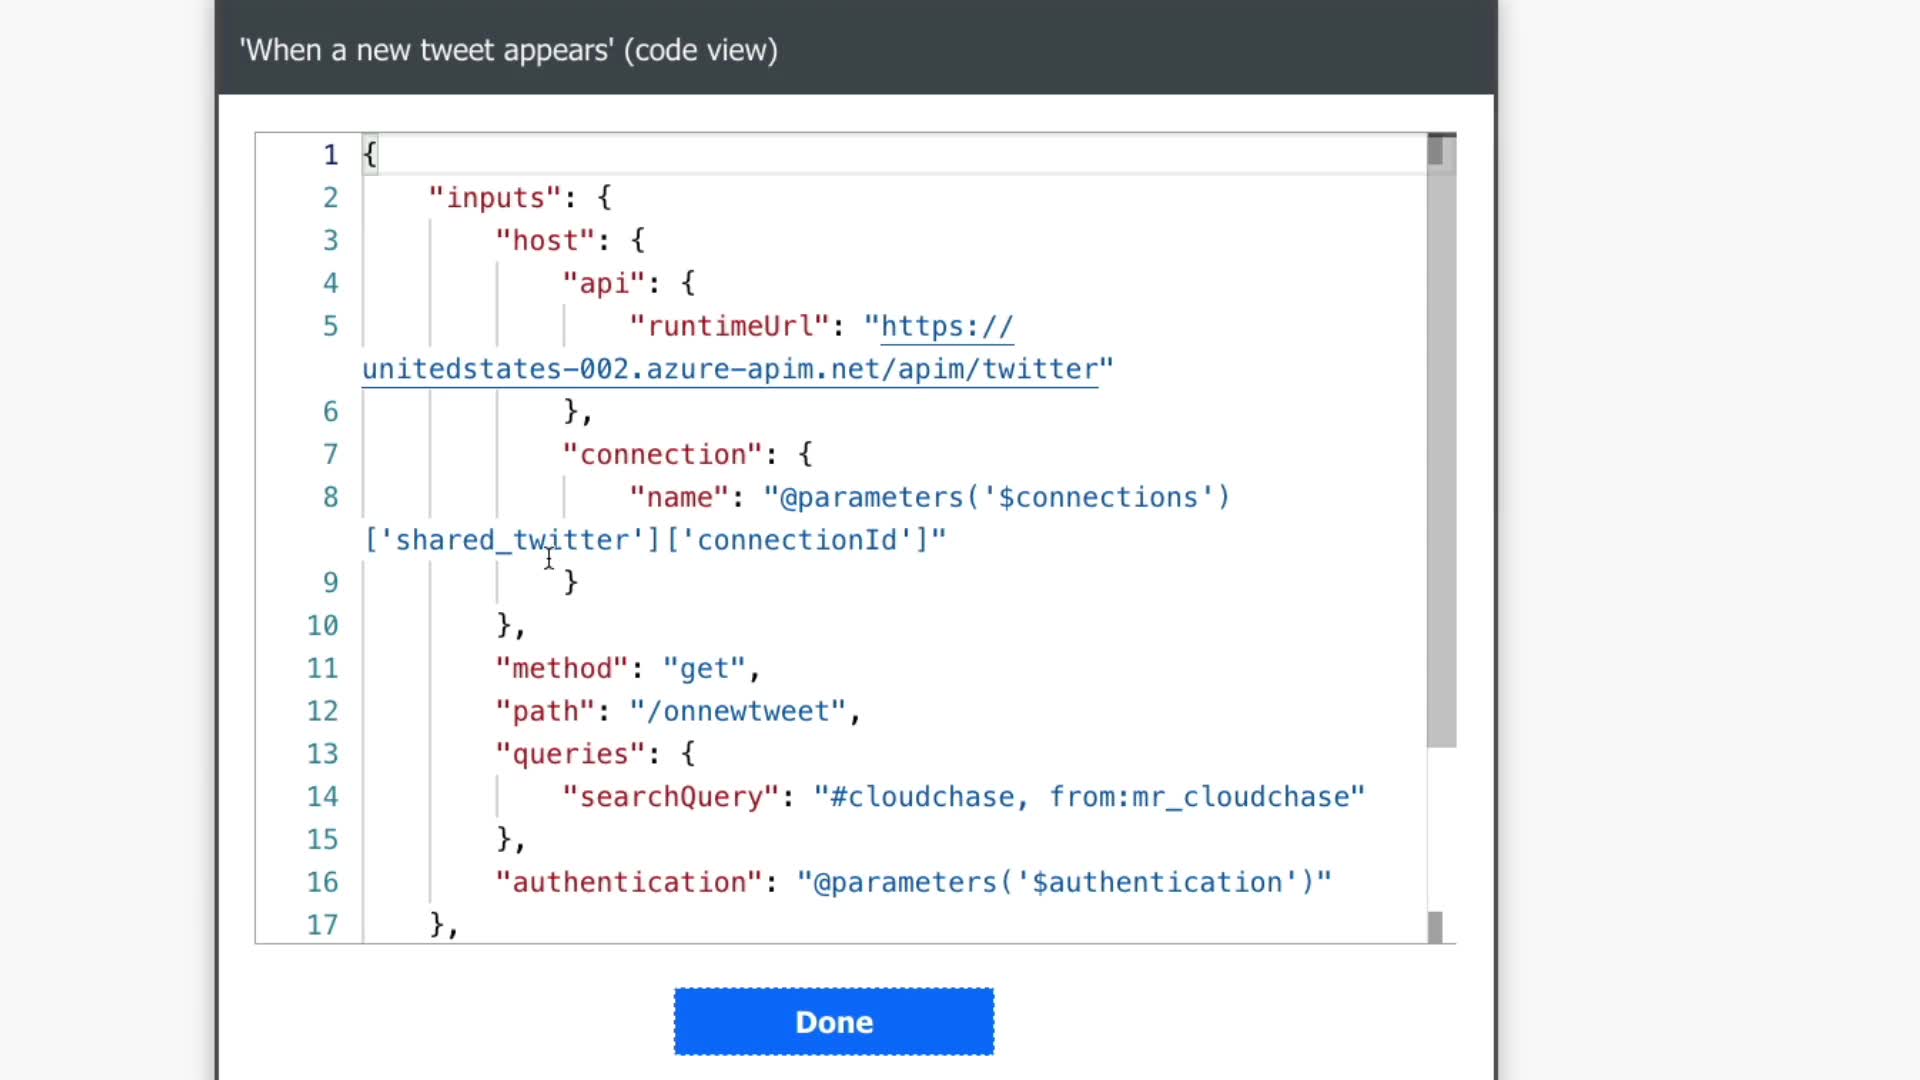 'When a new tweet appears' (code view)
1 {
2 "inputs": {
3 "host": {
4 "api": {
5 "runtimeUrl": "https://
unitedstates-002.azure-apim.net/apim/twitter"
6 },
7 "connection": {
8 "name": "@parameters('$connections')
['shared_twitter']['connectionId']"
9 }
10 },
11 "method": "get",
12 "path": "/onnewtweet",
13 "queries": {
14 "searchQuery": "#cloudchase, from:mr_cloudchase"
15 },
16 "authentication": "@parameters('$authentication')"
17 },
Done